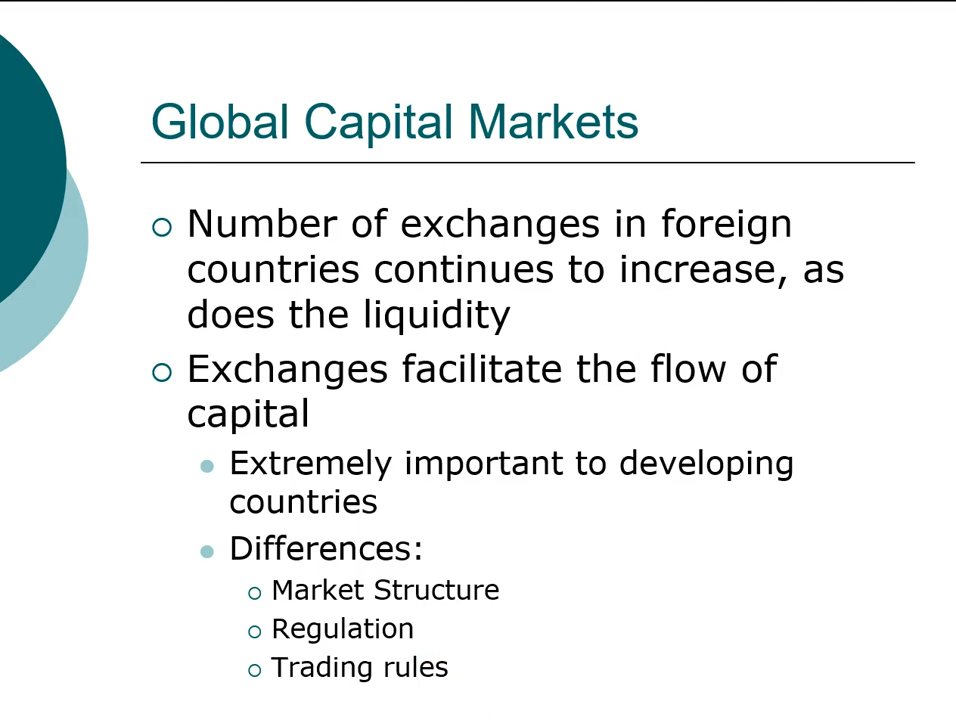 Global Capital Markets
Number of exchanges in foreign
countries continues to increase, as
does the liquidity
Exchanges facilitate the flow of
capital
Extremely important to developing
countries
Differences:
Market Structure
Regulation
Trading rules